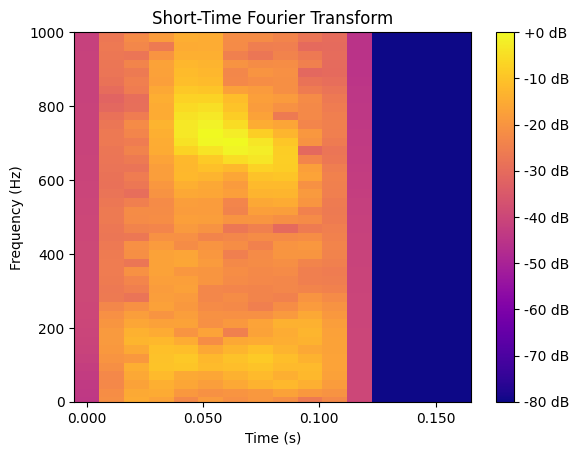 Short-Time Fourier Transform
1000
800
600
400
200
0
Frequency (Hz)
0.000
0.050
0.100
0.150
Time (s)
+0 dB
-10 dB
-20 dB
-30 dB
-40 dB
-50 dB
-60 dB
-70 dB
-80 dB